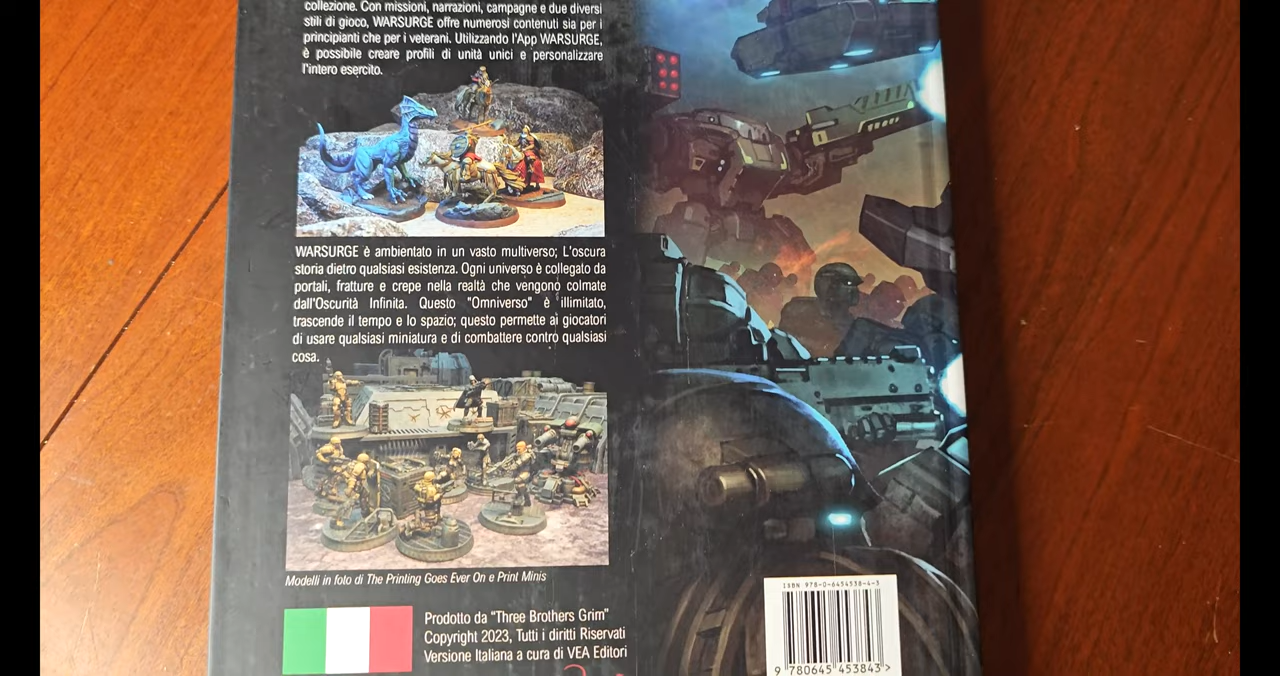 collezione. Con missioni, narrazioni, campagne e due diversi
stili di gioco, WARSURGE offre numerosi contenuti sia per i
principianti che per i veterani. Utilizzando l'App WARSURGE,
è possibile creare profili di unità unici e personalizzare
l'intero esercito.
WARSURGE è ambientato in un vasto multiverso; L'oscura
storia dietro qualsiasi esistenza. Ogni universo è collegato da
portali, fratture e crepe nella realtà che vengono colmate
dall'Oscurità Infinita. Questo "Omniverso" è illimitato,
trascende il tempo e lo spazio; questo permette ai giocatori
di usare qualsiasi miniatura e di combattere contro qualsiasi
cosa.
Modelli in foto di The Printing Goes Ever On e Print Minis
Prodotto da "Three Brothers Grim"
Copyright 2023, Tutti i diritti Riservati
Versione Italiana a cura di VEA Editori
ISBN 978-0-6454538-4-3
9 780645 453843 >